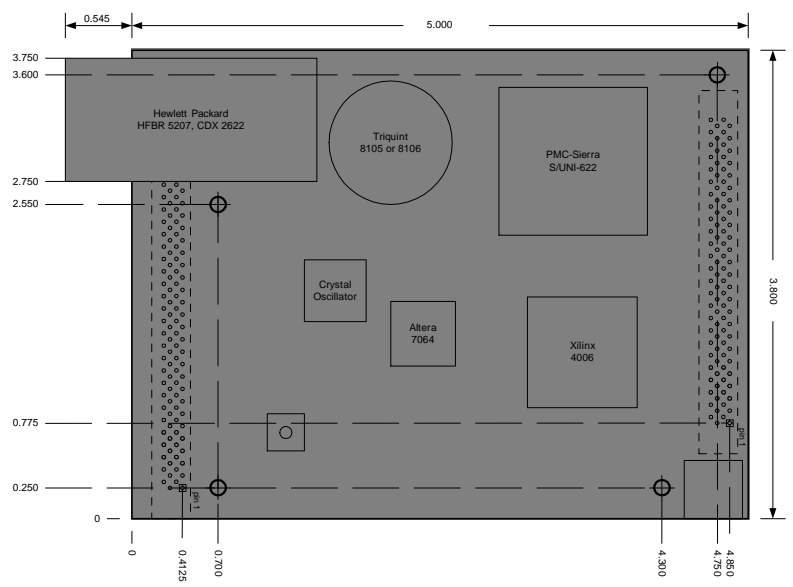 0.545
5.000
3.750
3.600
Hewlett Packard
HFBR 5207, CDX 2622
Triquint
8105 or 8106
PMC-Sierra
S/UNI-622
2.750
2.550
Crystal
Oscillator
Altera
7064
Xilinx
4006
3.800
0.775
pin 1
0.250
pin 1
0
0
0.4125
0.700
4.300
4.750
4.850